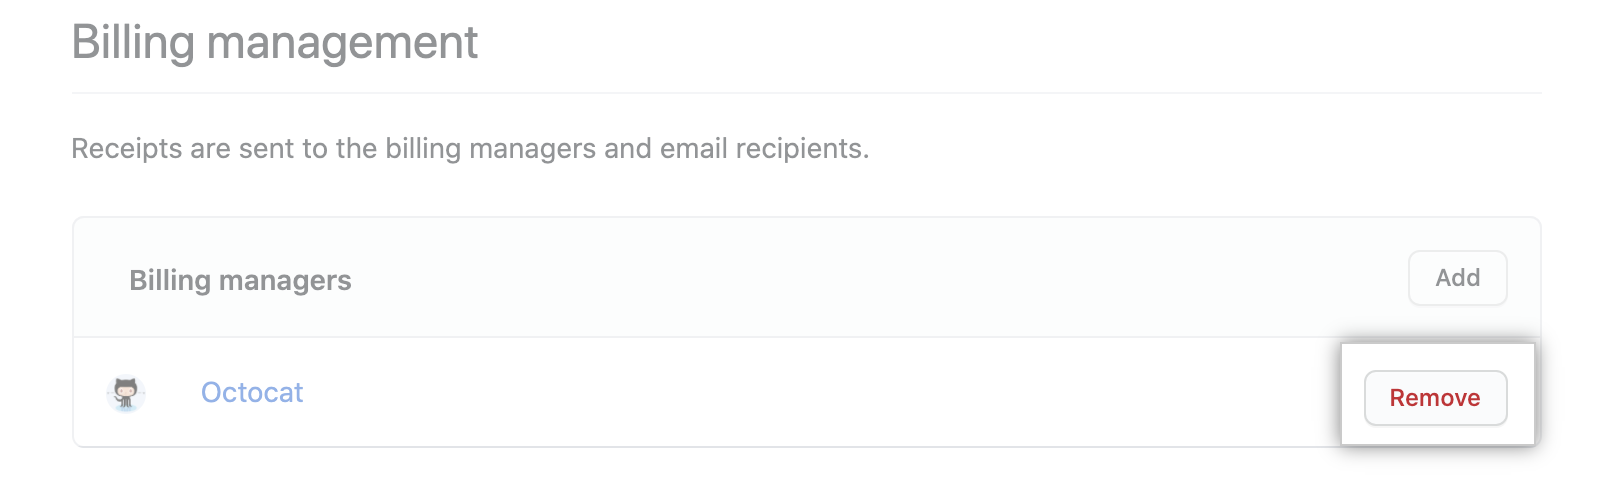 Billing management
Receipts are sent to the billing managers and email recipients.
Billing managers
Add
Octocat
Remove